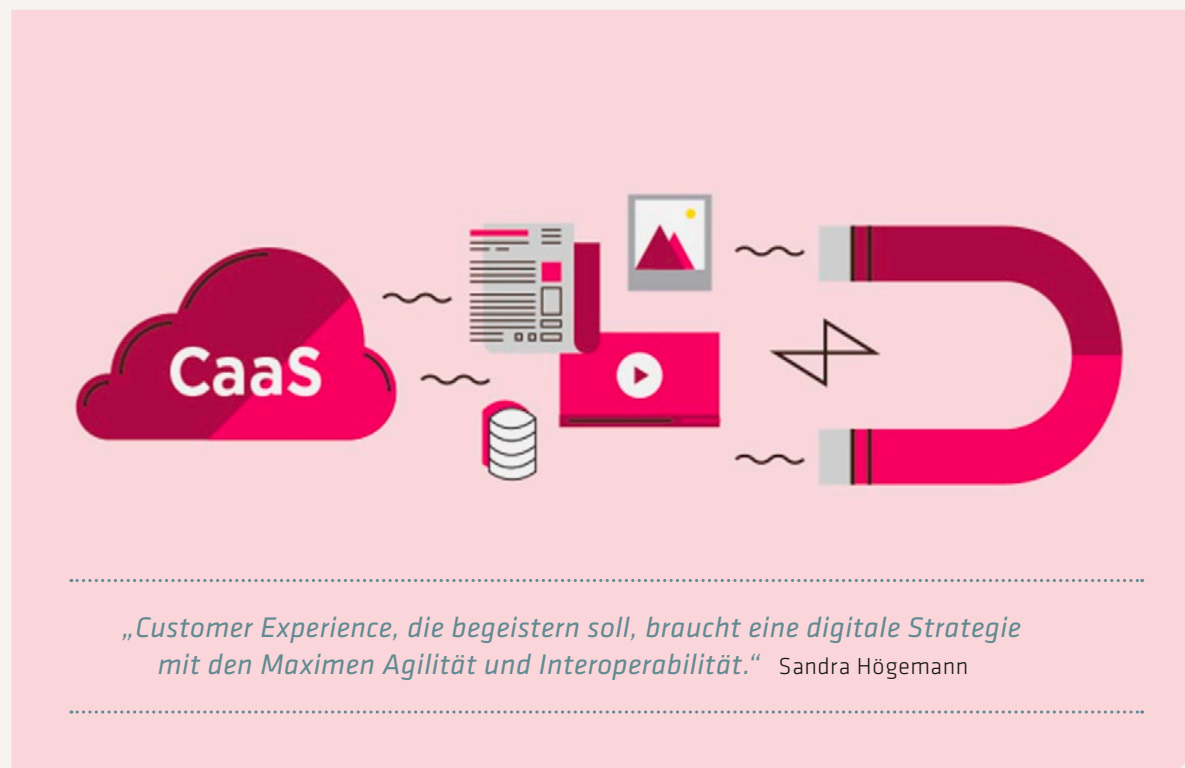 CaaS
„Customer Experience, die begeistern soll, braucht eine digitale Strategie
mit den Maximen Agilität und Interoperabilität.“ Sandra Högemann